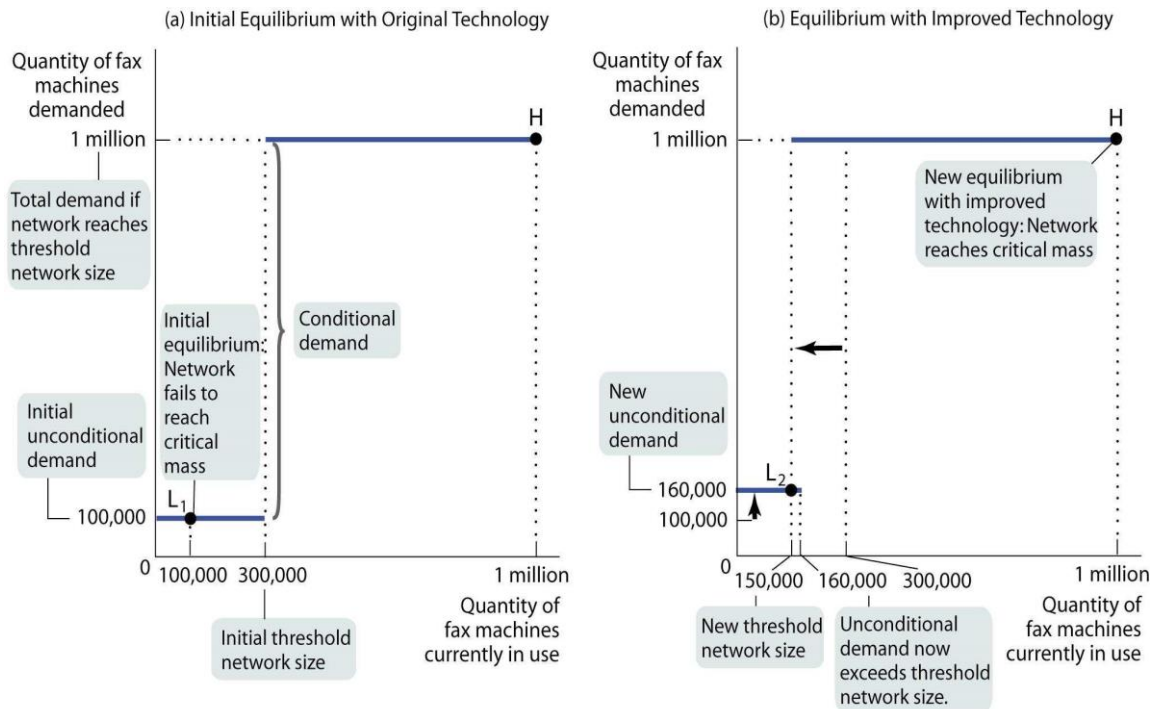 (a) Initial Equilibrium with Original Technology
Quantity of fax
machines
demanded
1 million
H
Total demand if
network reaches
threshold
network size
Initial
equilibrium:
Network
fails to
reach
critical
mass
Conditional
demand
Initial
unconditional
demand
L1
100,000
0
100,000
300,000
1 million
Initial threshold
network size
Quantity of
fax machines
currently in use
(b) Equilibrium with Improved Technology
Quantity of fax
machines
demanded
1 million
H
New equilibrium
with improved
technology: Network
reaches critical mass
New
unconditional
demand
L2
160,000
100,000
0
150,000
160,000
300,000
1 million
New threshold
network size
Unconditional
demand now
exceeds threshold
network size.
Quantity of
fax machines
currently in use